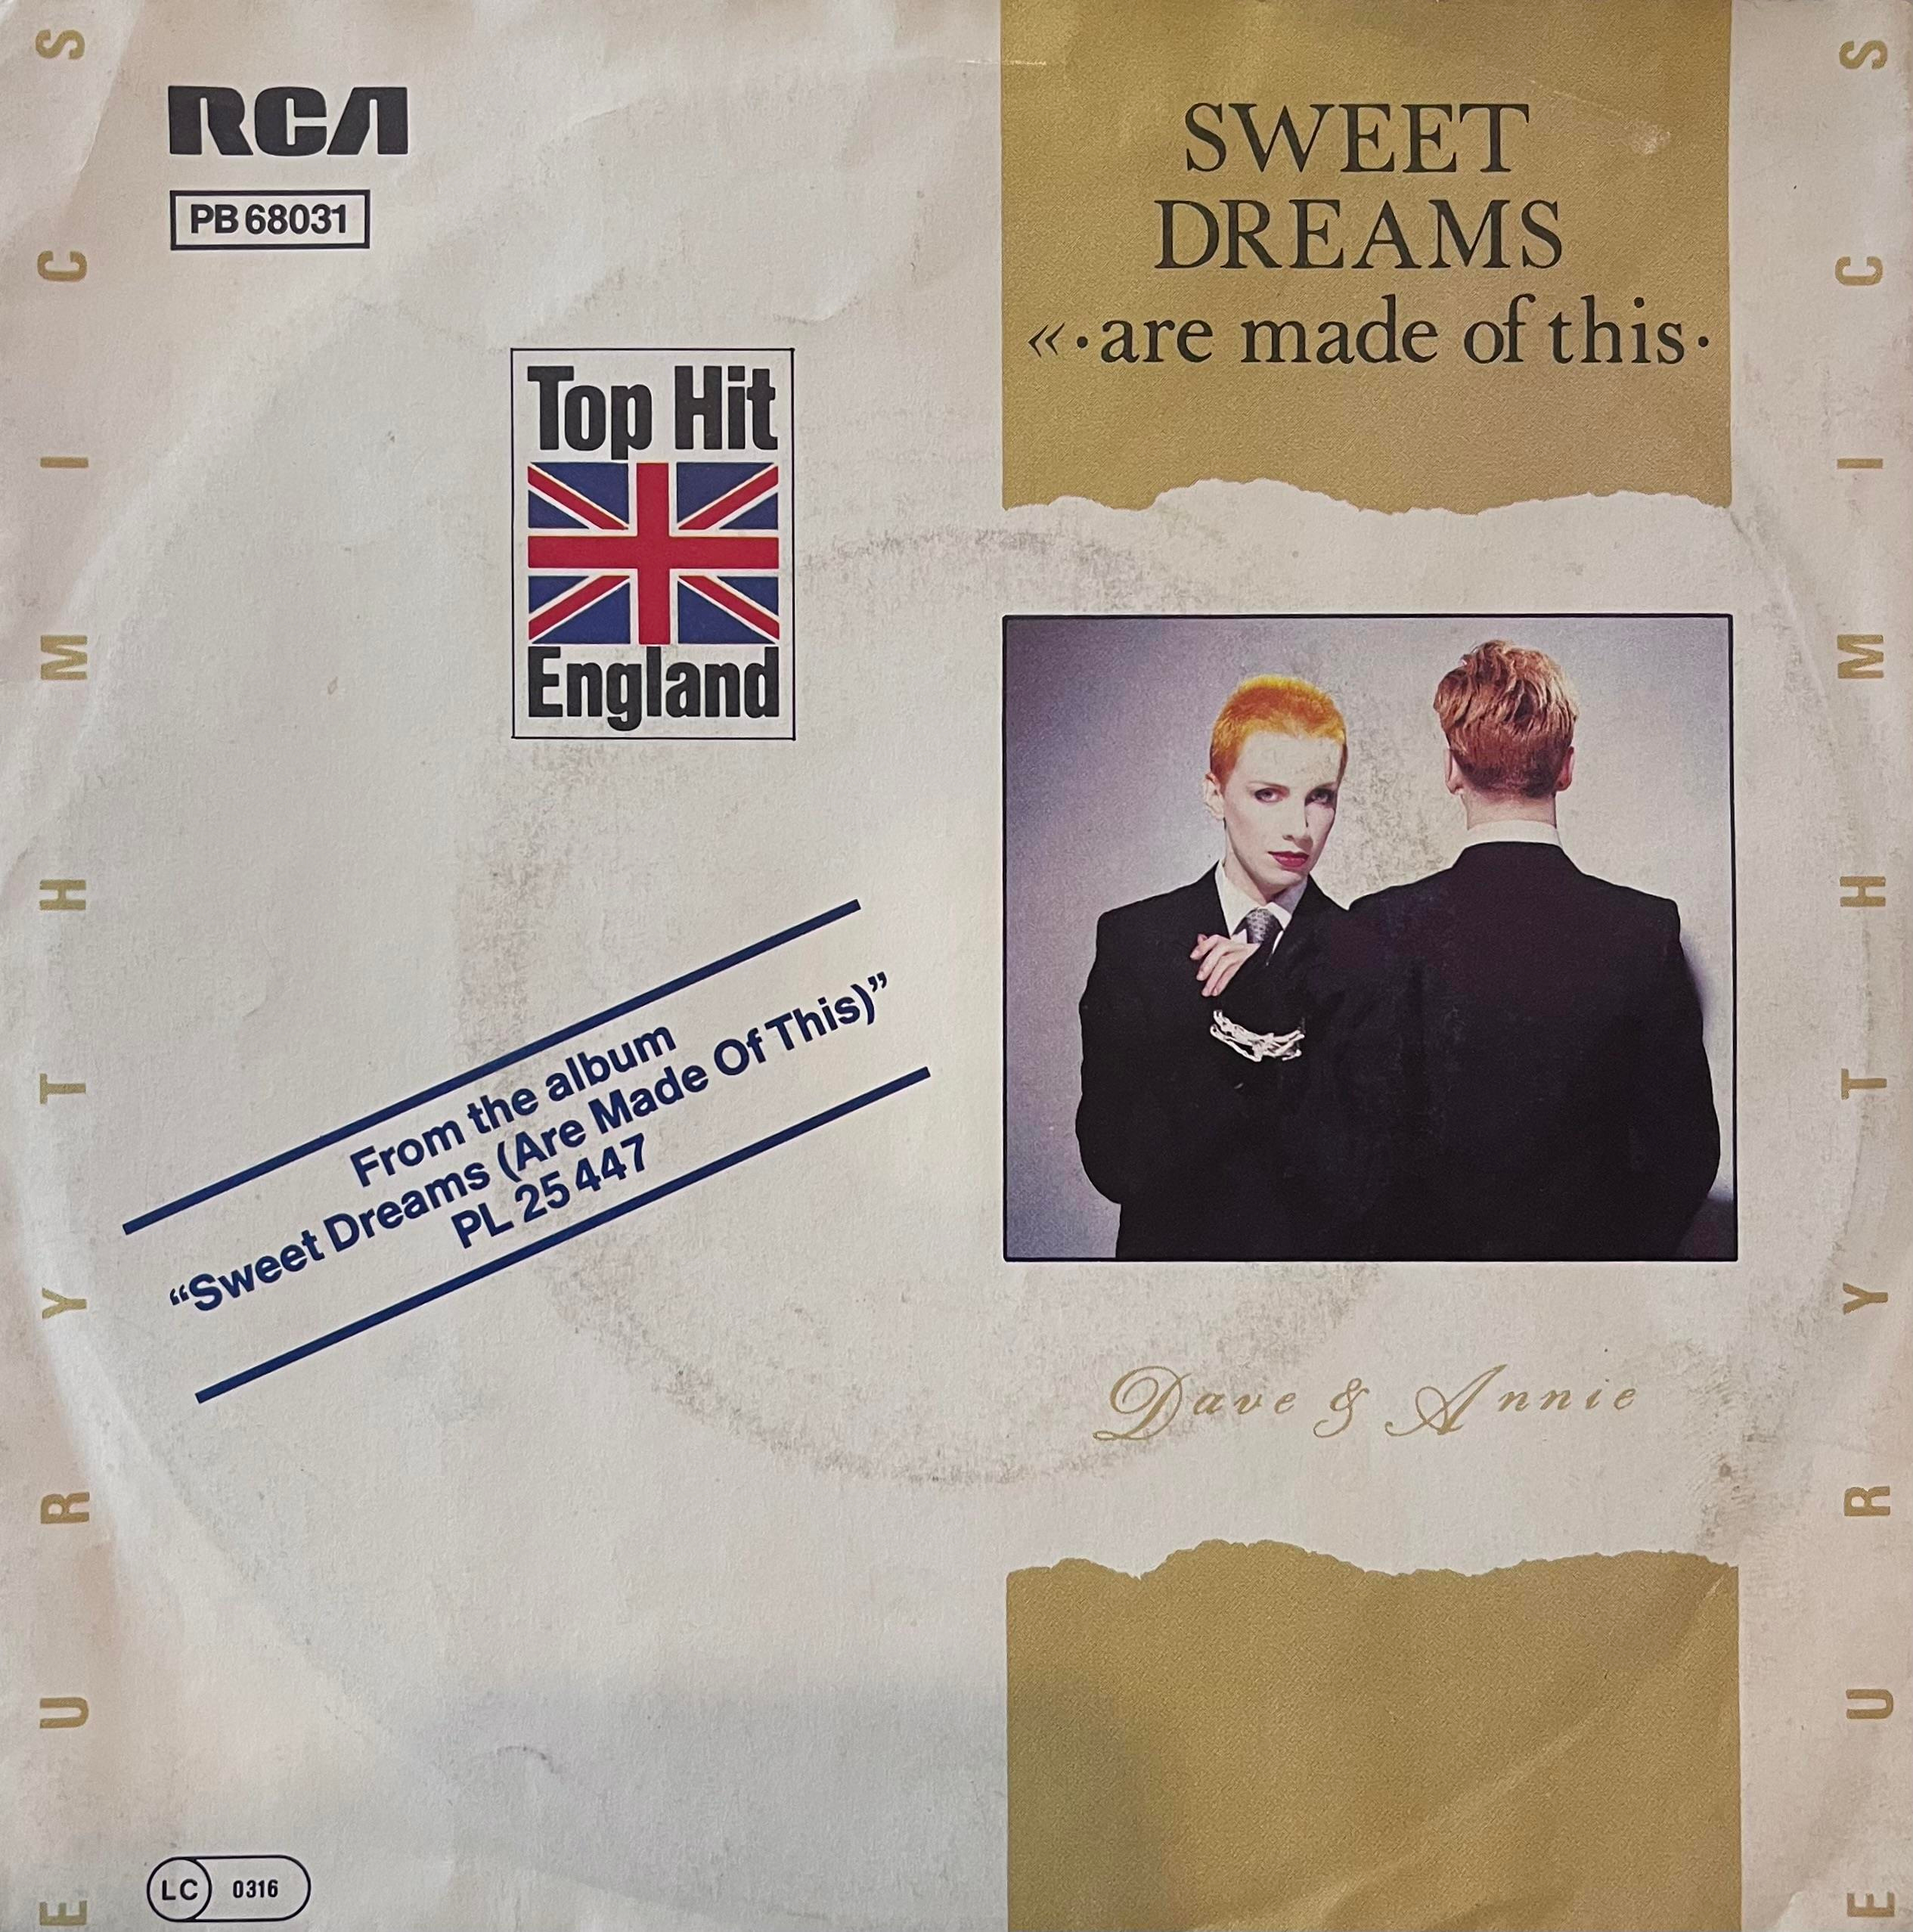 RCA
PB 68031
SWEET
DREAMS
«·are made of this·
Top Hit
England
From the album
“Sweet Dreams (Are Made Of This)”
PL 25 447
Dave & Annie
LC 0316
EURYTHMICS
EURYTHMICS